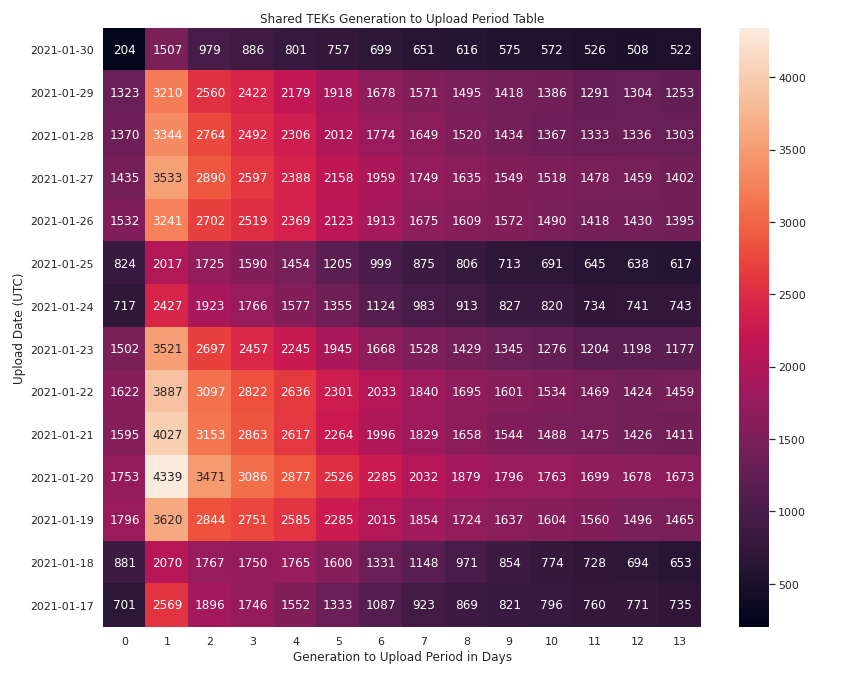 Shared TEKs Generation to Upload Period Table
Upload Date (UTC)
2021-01-30 204 1507 979 886 801 757 699 651 616 575 572 526 508 522
2021-01-29 1323 3210 2560 2422 2179 1918 1678 1571 1495 1418 1386 1291 1304 1253
2021-01-28 1370 3344 2764 2492 2306 2012 1774 1649 1520 1434 1367 1333 1336 1303
2021-01-27 1435 3533 2890 2597 2388 2158 1959 1749 1635 1549 1518 1478 1459 1402
2021-01-26 1532 3241 2702 2519 2369 2123 1913 1675 1609 1572 1490 1418 1430 1395
2021-01-25 824 2017 1725 1590 1454 1205 999 875 806 713 691 645 638 617
2021-01-24 717 2427 1923 1766 1577 1355 1124 983 913 827 820 734 741 743
2021-01-23 1502 3521 2697 2457 2245 1945 1668 1528 1429 1345 1276 1204 1198 1177
2021-01-22 1622 3887 3097 2822 2636 2301 2033 1840 1695 1601 1534 1469 1424 1459
2021-01-21 1595 4027 3153 2863 2617 2264 1996 1829 1658 1544 1488 1475 1426 1411
2021-01-20 1753 4339 3471 3086 2877 2526 2285 2032 1879 1796 1763 1699 1678 1673
2021-01-19 1796 3620 2844 2751 2585 2285 2015 1854 1724 1637 1604 1560 1496 1465
2021-01-18 881 2070 1767 1750 1765 1600 1331 1148 971 854 774 728 694 653
2021-01-17 701 2569 1896 1746 1552 1333 1087 923 869 821 796 760 771 735
0 1 2 3 4 5 6 7 8 9 10 11 12 13
Generation to Upload Period in Days
4000
3500
3000
2500
2000
1500
1000
500